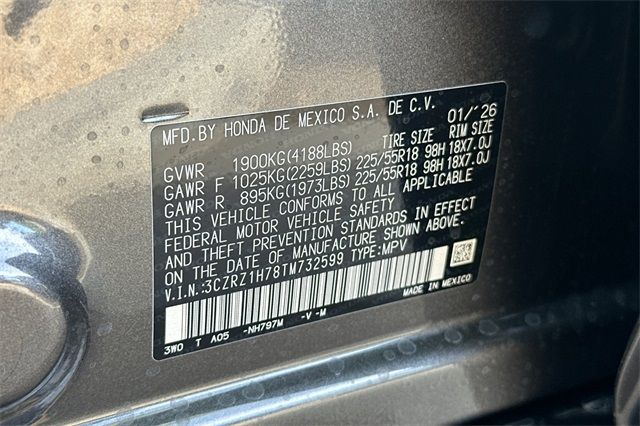 MFD.BY HONDA DE MEXICO S.A. DE C.V. 01/'26
GVWR 1900KG(4188LBS) TIRE SIZE RIM SIZE
GAWR F 1025KG(2259LBS) 225/55R18 98H 18X7.0J
GAWR R 895KG(1973LBS) 225/55R18 98H 18X7.0J
THIS VEHICLE CONFORMS TO ALL APPLICABLE
FEDERAL MOTOR VEHICLE SAFETY
AND THEFT PREVENTION STANDARDS IN EFFECT
ON THE DATE OF MANUFACTURE SHOWN ABOVE.
V.I.N.:3CZRZ1H78TM732599 TYPE:MPV
MADE IN MEXICO
3W0 T A05 -NH797M -V -M